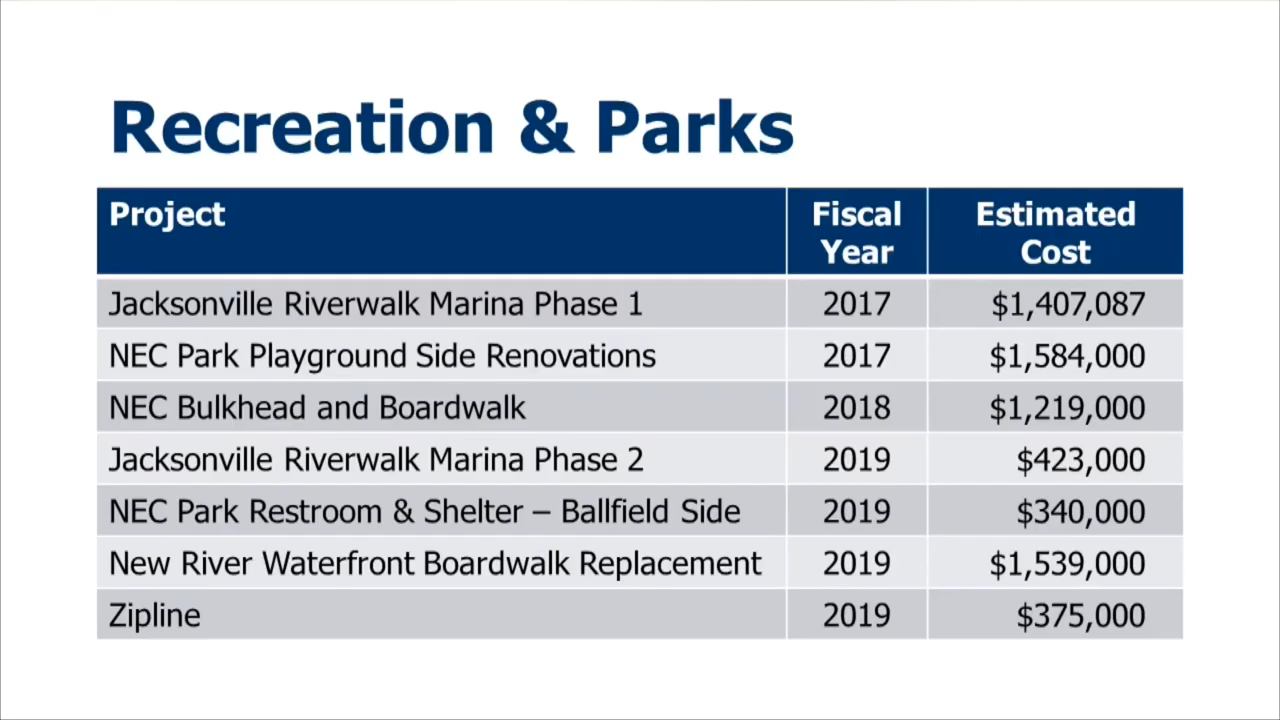 Recreation & Parks
Project Fiscal Year Estimated Cost
Jacksonville Riverwalk Marina Phase 1 2017 $1,407,087
NEC Park Playground Side Renovations 2017 $1,584,000
NEC Bulkhead and Boardwalk 2018 $1,219,000
Jacksonville Riverwalk Marina Phase 2 2019 $423,000
NEC Park Restroom & Shelter – Ballfield Side 2019 $340,000
New River Waterfront Boardwalk Replacement 2019 $1,539,000
Zipline 2019 $375,000